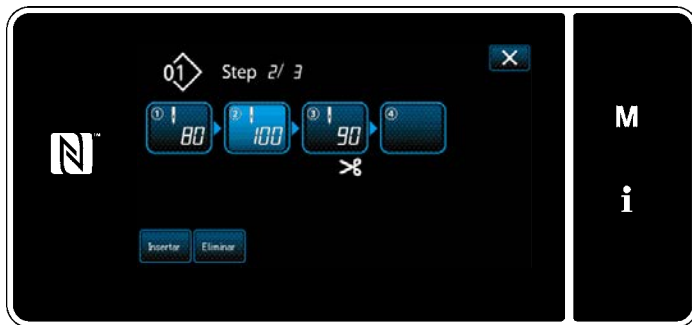 01 Step 2/ 3
① 80 ② 100 ③ 90 ④
M
i
Insertar Eliminar